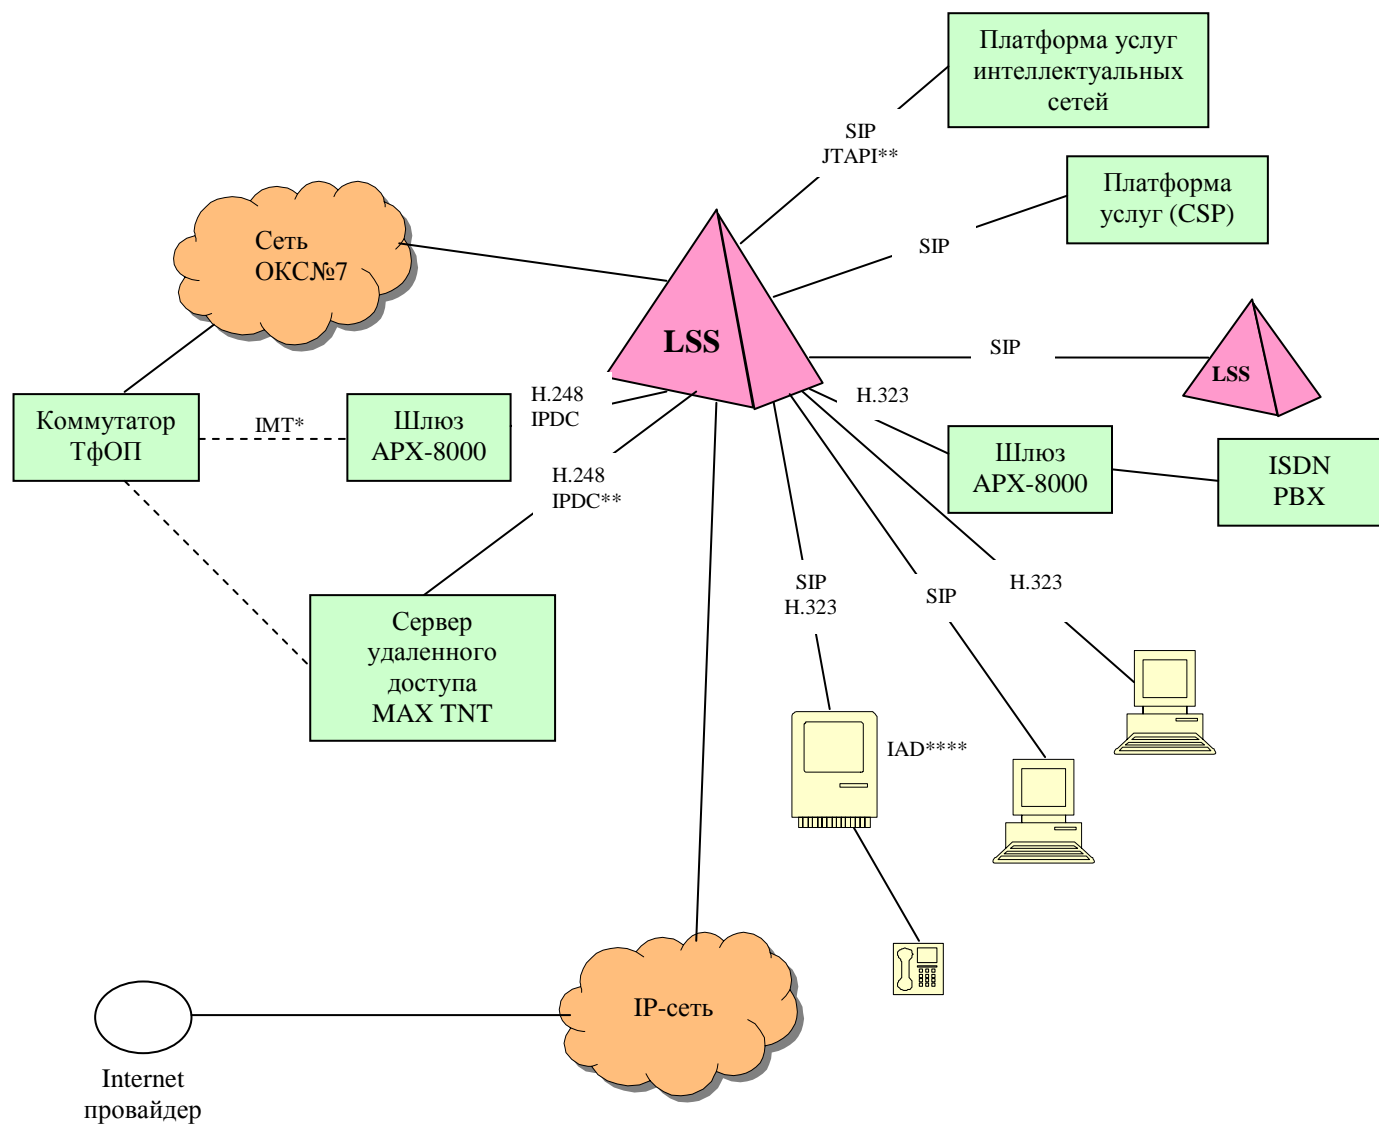 Платформа услуг
интеллектуальных
сетей
SIP
JTAPI**
Платформа
услуг (CSP)
SIP
Сеть
ОКС№7
LSS
SIP
LSS
H.323
H.248
IPDC
Коммутатор
ТфОП
IMT*
Шлюз
APX-8000
Шлюз
APX-8000
ISDN
PBX
H.248
IPDC**
SIP
H.323
SIP
H.323
Сервер
удаленного
доступа
MAX TNT
IAD****
IP-сеть
Internet
провайдер